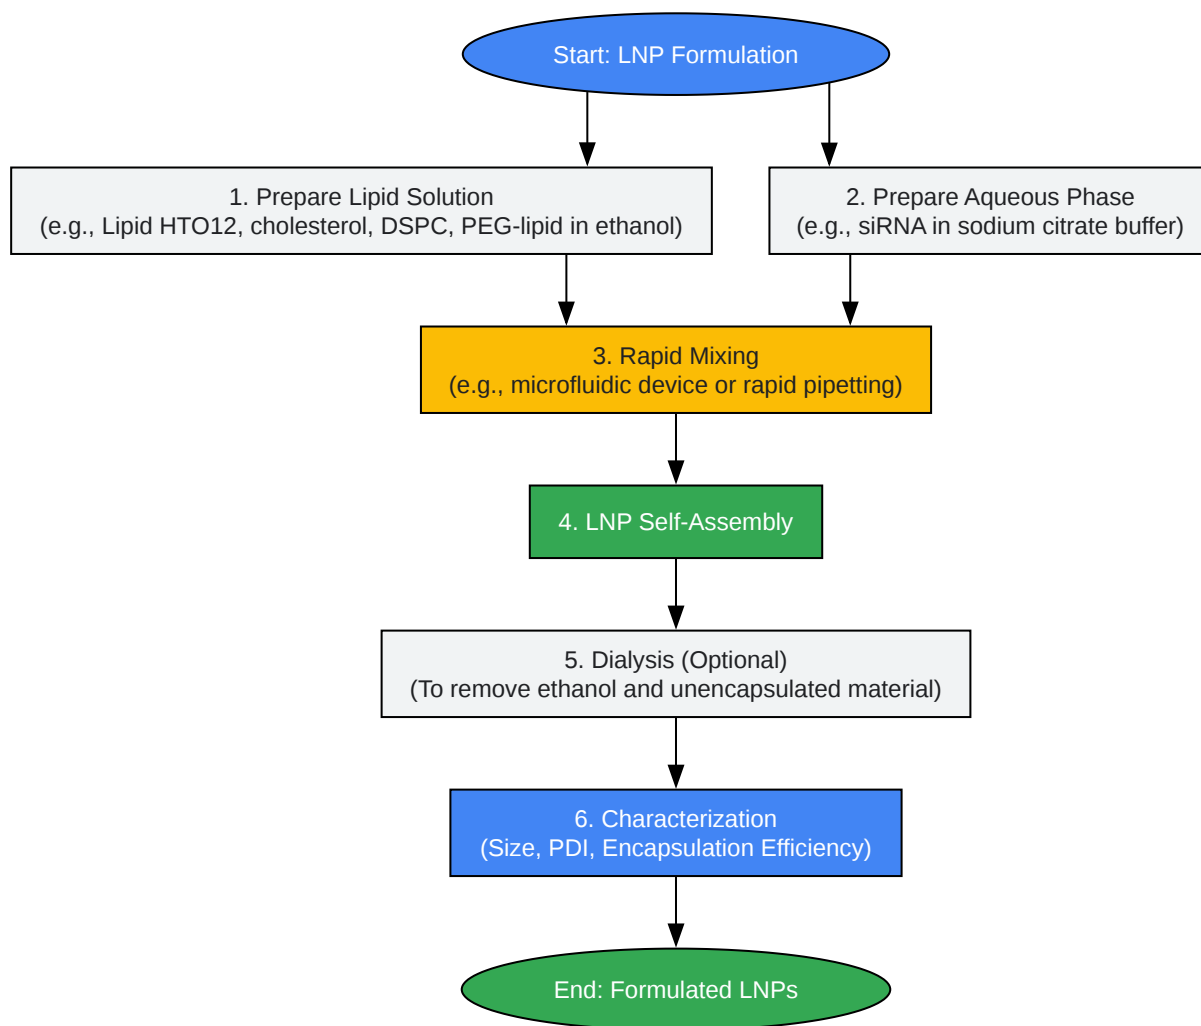 Start: LNP Formulation
1. Prepare Lipid Solution
(e.g., Lipid HTO12, cholesterol, DSPC, PEG-lipid in ethanol)
2. Prepare Aqueous Phase
(e.g., siRNA in sodium citrate buffer)
3. Rapid Mixing
(e.g., microfluidic device or rapid pipetting)
4. LNP Self-Assembly
5. Dialysis (Optional)
(To remove ethanol and unencapsulated material)
6. Characterization
(Size, PDI, Encapsulation Efficiency)
End: Formulated LNPs